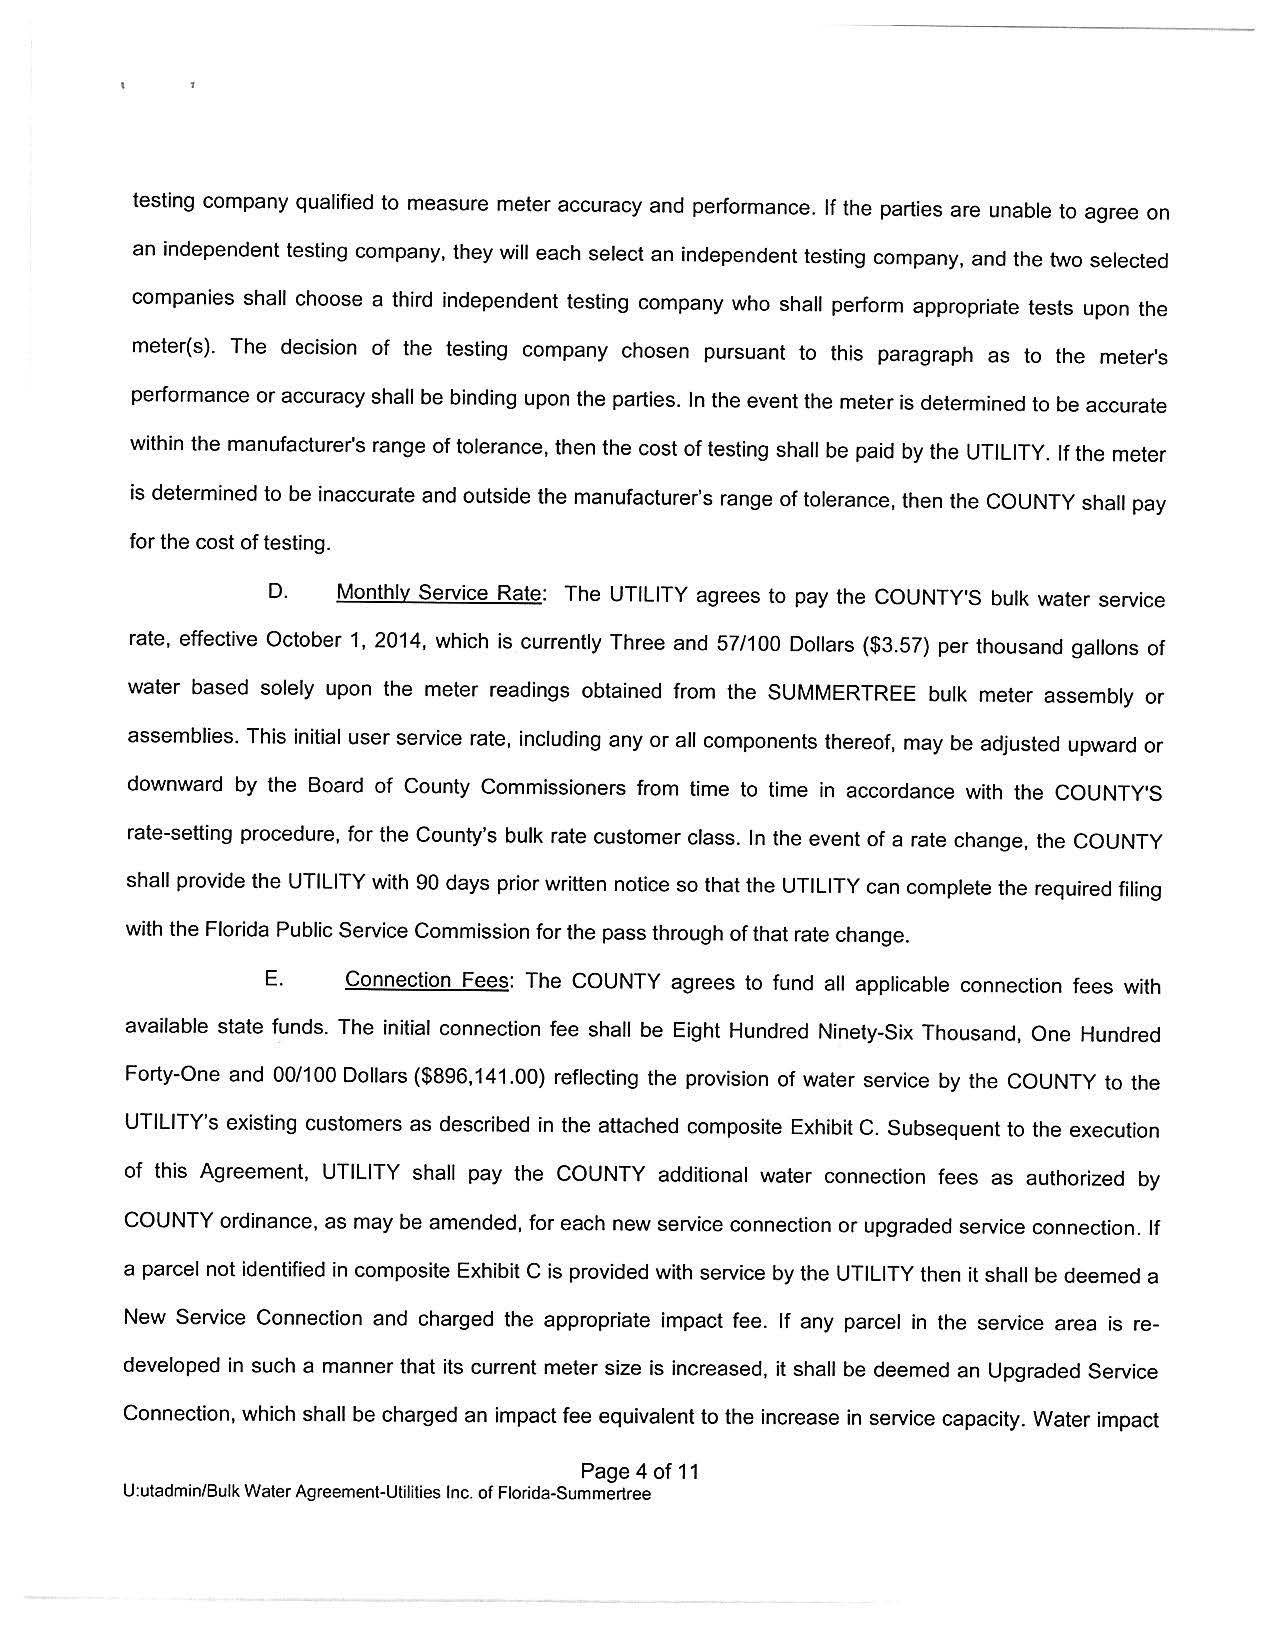 testing company qualified to measure meter accuracy and performance. If the parties are unable to agree on
an independent testing company, they will each select an independent testing company, and the two selected
companies shall choose a third independent testing company who shall perform appropriate tests upon the
meter(s). The decision of the testing company chosen pursuant to this paragraph as to the meter's
performance or accuracy shall be binding upon the parties. In the event the meter is determined to be accurate
within the manufacturer's range of tolerance, then the cost of testing shall be paid by the UTILITY. If the meter
is determined to be inaccurate and outside the manufacturer's range of tolerance, then the COUNTY shall pay
for the cost of testing.
D. Monthly Service Rate: The UTILITY agrees to pay the COUNTY'S bulk water service
rate, effective October 1, 2014, which is currently Three and 57/100 Dollars ($3.57) per thousand gallons of
water based solely upon the meter readings obtained from the SUMMERTREE bulk meter assembly or
assemblies. This initial user service rate, including any or all components thereof, may be adjusted upward or
downward by the Board of County Commissioners from time to time in accordance with the COUNTY'S
rate-setting procedure, for the County's bulk rate customer class. In the event of a rate change, the COUNTY
shall provide the UTILITY with 90 days prior written notice so that the UTILITY can complete the required filing
with the Florida Public Service Commission for the pass through of that rate change.
E. Connection Fees: The COUNTY agrees to fund all applicable connection fees with
available state funds. The initial connection fee shall be Eight Hundred Ninety-Six Thousand, One Hundred
Forty-One and 00/100 Dollars ($896,141.00) reflecting the provision of water service by the COUNTY to the
UTILITY's existing customers as described in the attached composite Exhibit C. Subsequent to the execution
of this Agreement, UTILITY shall pay the COUNTY additional water connection fees as authorized by
COUNTY ordinance, as may be amended, for each new service connection or upgraded service connection. If
a parcel not identified in composite Exhibit C is provided with service by the UTILITY then it shall be deemed a
New Service Connection and charged the appropriate impact fee. If any parcel in the service area is re-
developed in such a manner that its current meter size is increased, it shall be deemed an Upgraded Service
Connection, which shall be charged an impact fee equivalent to the increase in service capacity. Water impact
Page 4 of 11
U:utadmin/Bulk Water Agreement-Utilities Inc. of Florida-Summertree